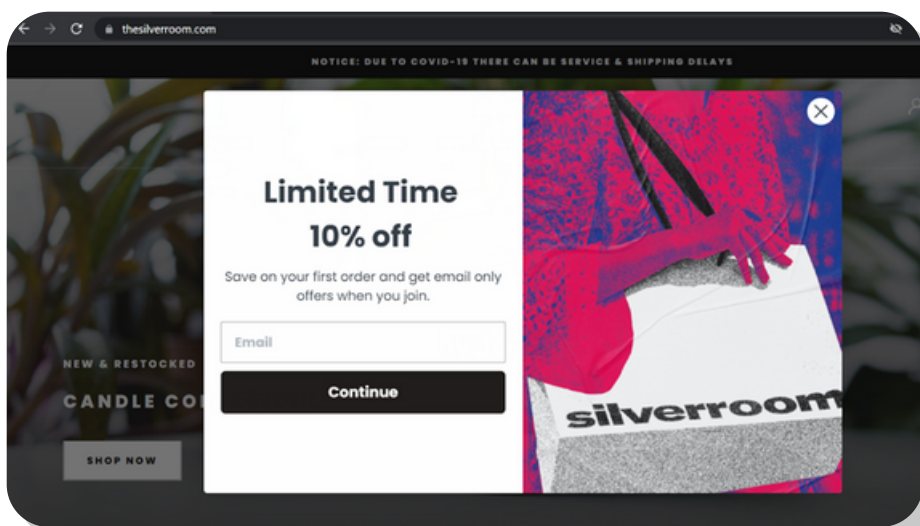 thesilverroom.com
NOTICE: DUE TO COVID-19 THERE CAN BE SERVICE & SHIPPING DELAYS
Limited Time
10% off
Save on your first order and get email only
offers when you join.
Email
Continue
NEW & RESTOCKED
CANDLE CO
SHOP NOW
silverroom